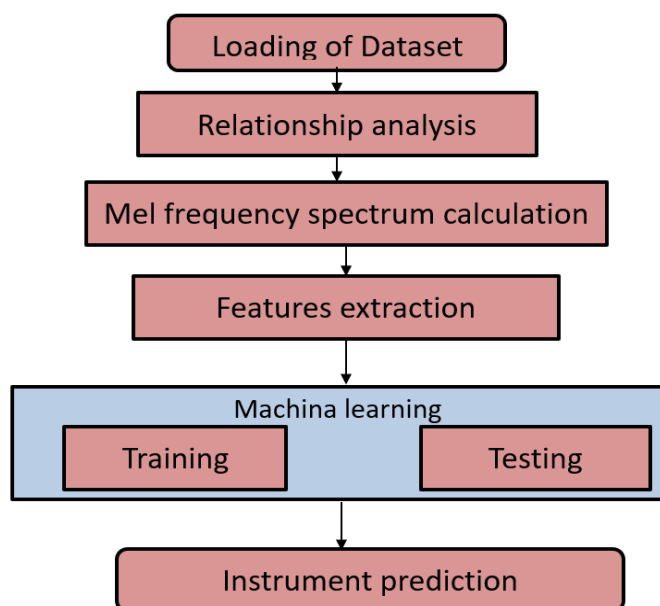 Loading of Dataset
Relationship analysis
Mel frequency spectrum calculation
Features extraction
Machina learning
Training
Testing
Instrument prediction